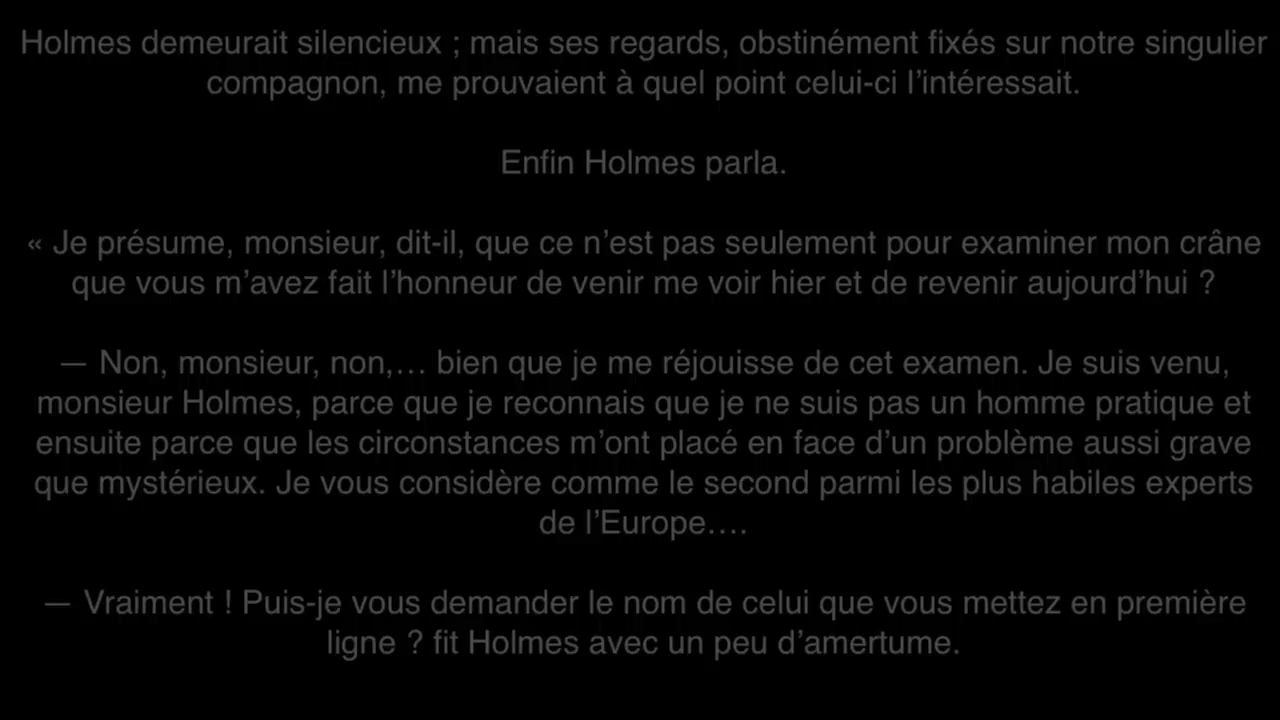 Holmes demeurait silencieux ; mais ses regards, obstinément fixés sur notre singulier
compagnon, me prouvaient à quel point celui-ci l’intéressait.
Enfin Holmes parla.
« Je présume, monsieur, dit-il, que ce n’est pas seulement pour examiner mon crâne
que vous m’avez fait l’honneur de venir me voir hier et de revenir aujourd’hui ?
— Non, monsieur, non,… bien que je me réjouisse de cet examen. Je suis venu,
monsieur Holmes, parce que je reconnais que je ne suis pas un homme pratique et
ensuite parce que les circonstances m’ont placé en face d’un problème aussi grave
que mystérieux. Je vous considère comme le second parmi les plus habiles experts
de l’Europe….
— Vraiment ! Puis-je vous demander le nom de celui que vous mettez en première
ligne ? fit Holmes avec un peu d’amertume.